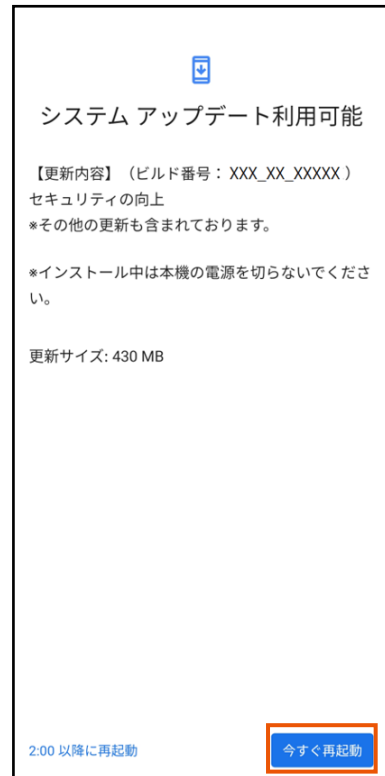 システム アップデート利用可能
【更新内容】（ビルド番号： XXX_XX_XXXXX ）
セキュリティの向上
*その他の更新も含まれております。
*インストール中は本機の電源を切らないでくださ
い。
更新サイズ: 430 MB
2:00 以降に再起動
今すぐ再起動